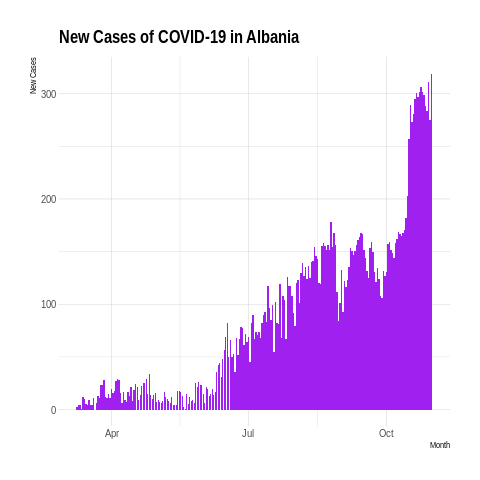 New Cases of COVID-19 in Albania
New Cases
300
200
100
0
Apr
Jul
Oct
Month